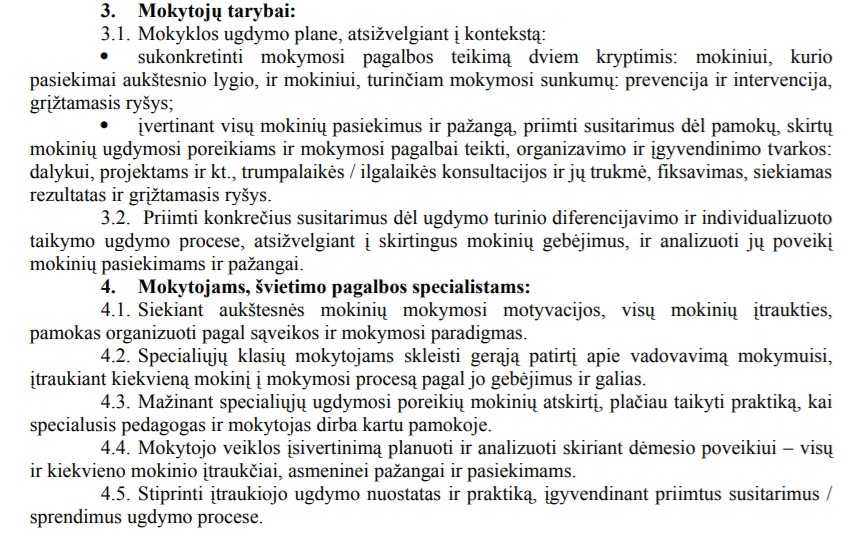 3. Mokytojų tarybai:
3.1. Mokyklos ugdymo plane, atsižvelgiant į kontekstą:
• sukonkretinti mokymosi pagalbos teikimą dviem kryptimis: mokiniui, kurio
pasiekimai aukštesnio lygio, ir mokiniui, turinčiam mokymosi sunkumų: prevencija ir intervencija,
grįžtamasis ryšys;
• įvertinant visų mokinių pasiekimus ir pažangą, priimti susitarimus dėl pamokų, skirtų
mokinių ugdymosi poreikiams ir mokymosi pagalbai teikti, organizavimo ir įgyvendinimo tvarkos:
dalykui, projektams ir kt., trumpalaikės / ilgalaikės konsultacijos ir jų trukmė, fiksavimas, siekiamas
rezultatas ir grįžtamasis ryšys.
3.2. Priimti konkrečius susitarimus dėl ugdymo turinio diferencijavimo ir individualizuoto
taikymo ugdymo procese, atsižvelgiant į skirtingus mokinių gebėjimus, ir analizuoti jų poveikį
mokinių pasiekimams ir pažangai.
4. Mokytojams, švietimo pagalbos specialistams:
4.1. Siekiant aukštesnės mokinių mokymosi motyvacijos, visų mokinių įtraukties,
pamokas organizuoti pagal sąveikos ir mokymosi paradigmas.
4.2. Specialiųjų klasių mokytojams skleisti gerąją patirtį apie vadovavimą mokymuisi,
įtraukiant kiekvieną mokinį į mokymosi procesą pagal jo gebėjimus ir galias.
4.3. Mažinant specialiųjų ugdymosi poreikių mokinių atskirtį, plačiau taikyti praktiką, kai
specialusis pedagogas ir mokytojas dirba kartu pamokoje.
4.4. Mokytojo veiklos įsivertinimą planuoti ir analizuoti skiriant dėmesio poveikiui – visų
ir kiekvieno mokinio įtraukčiai, asmeninei pažangai ir pasiekimams.
4.5. Stiprinti įtraukiojo ugdymo nuostatas ir praktiką, įgyvendinant priimtus susitarimus /
sprendimus ugdymo procese.